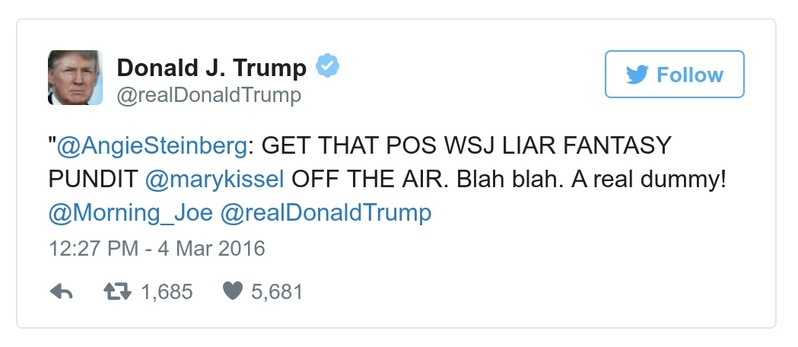 Donald J. Trump
@realDonaldTrump
Follow
"@AngieSteinberg: GET THAT POS WSJ LIAR FANTASY
PUNDIT @marykissel OFF THE AIR. Blah blah. A real dummy!
@Morning_Joe @realDonaldTrump
12:27 PM - 4 Mar 2016
1,685 5,681